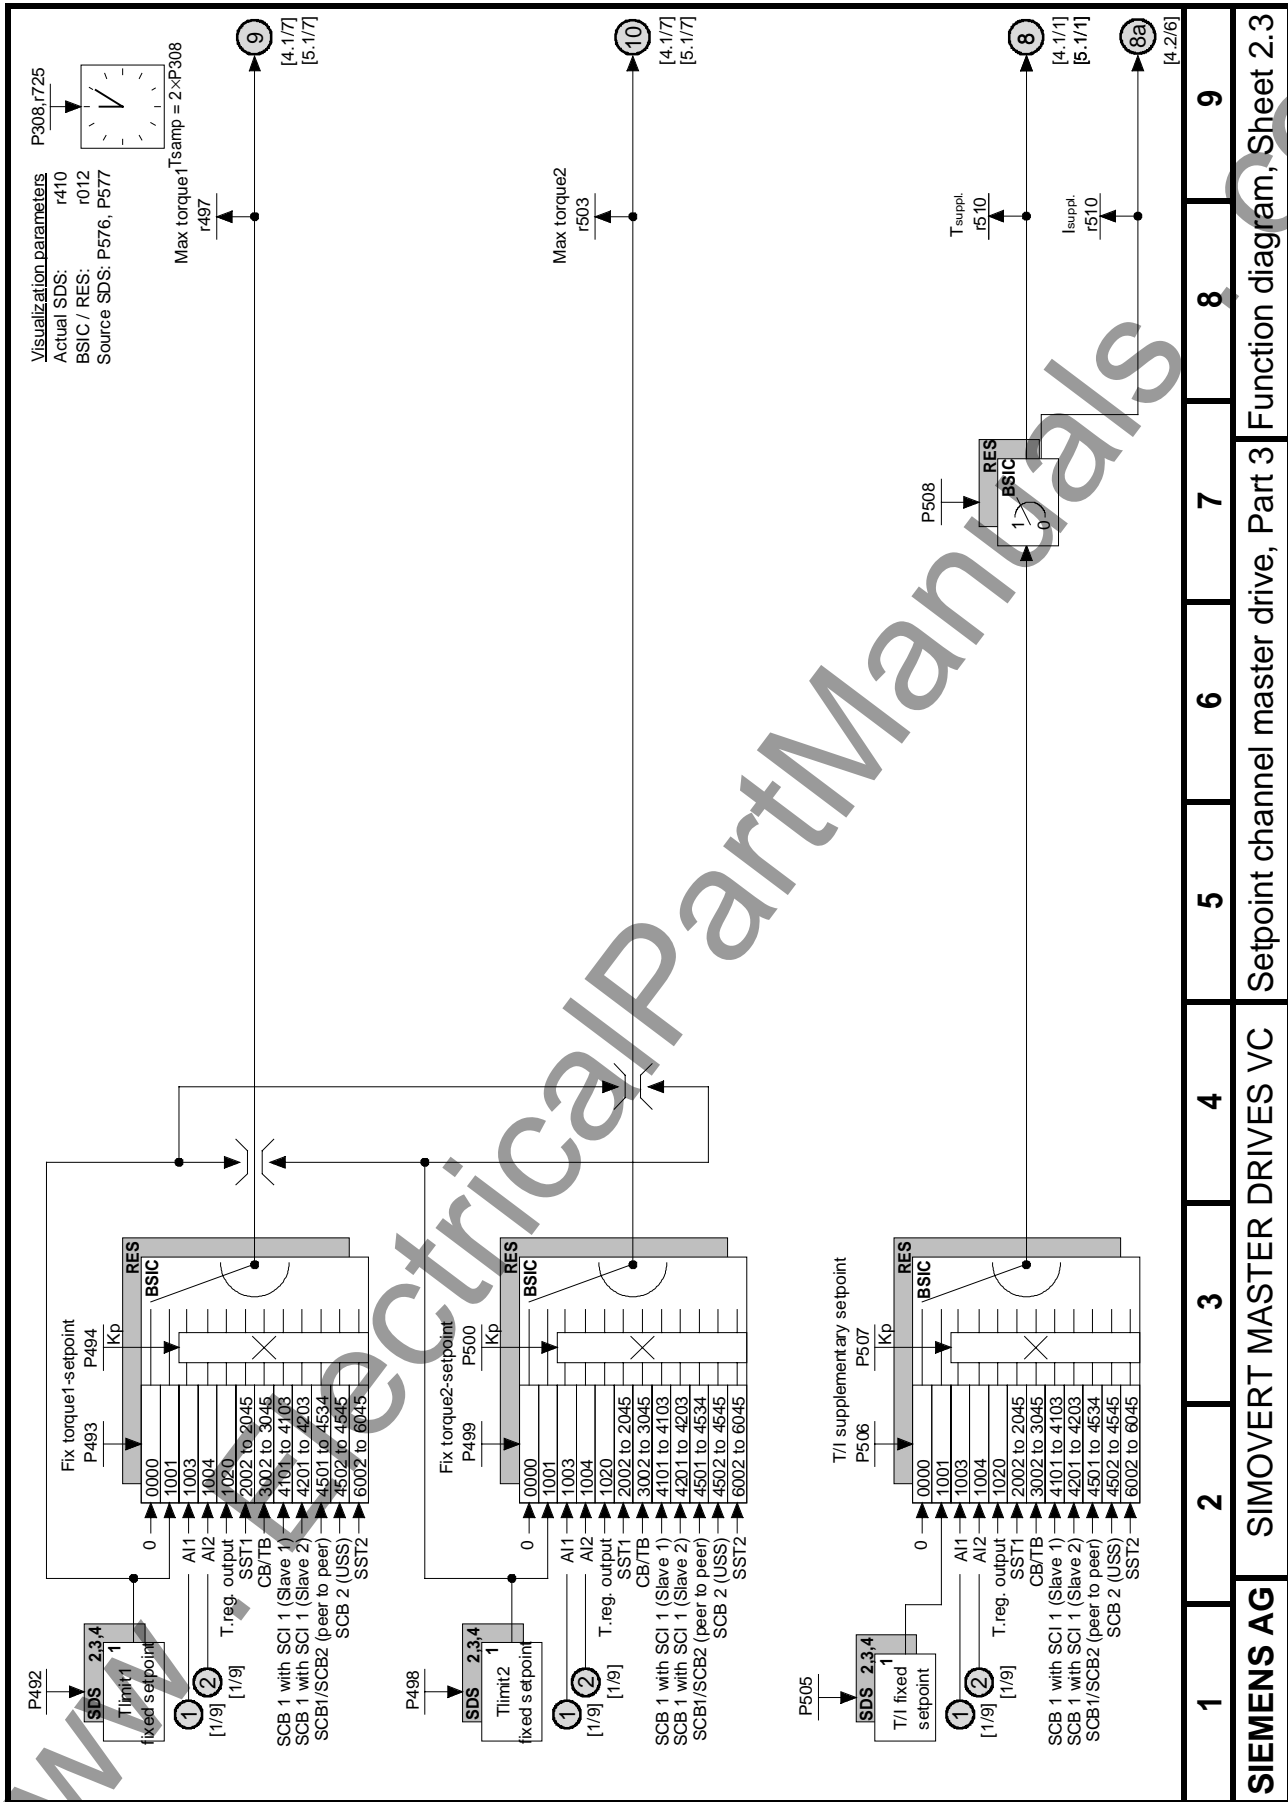 Visualization parameters
Actual SDS: r410
BSIC / RES: r012
Source SDS: P576, P577
P308,r725
Tsamp = 2×P308
P492
SDS 2,3,4
1
Tlimit1
fixed setpoint
1
[1/9]
2
[1/9]
Fix torque1-setpoint
P493
P494
Kp
RES
BSIC
0 0000
1001
AI1 1003
AI2 1004
T.reg. output 1020
SST1 2002 to 2045
CB/TB 3002 to 3045
SCB 1 with SCI 1 (Slave 1) 4101 to 4103
SCB 1 with SCI 1 (Slave 2) 4201 to 4203
SCB1/SCB2 (peer to peer) 4501 to 4534
SCB 2 (USS) 4502 to 4545
SST2 6002 to 6045
Max torque1
r497
9
[4.1/7]
[5.1/7]
P498
SDS 2,3,4
1
Tlimit2
fixed setpoint
1
[1/9]
2
[1/9]
Fix torque2-setpoint
P499
P500
Kp
RES
BSIC
0 0000
1001
AI1 1003
AI2 1004
T.reg. output 1020
SST1 2002 to 2045
CB/TB 3002 to 3045
SCB 1 with SCI 1 (Slave 1) 4101 to 4103
SCB 1 with SCI 1 (Slave 2) 4201 to 4203
SCB1/SCB2 (peer to peer) 4501 to 4534
SCB 2 (USS) 4502 to 4545
SST2 6002 to 6045
Max torque2
r503
10
[4.1/7]
[5.1/7]
P505
SDS 2,3,4
1
T/I fixed
setpoint
1
[1/9]
2
[1/9]
T/I supplementary setpoint
P506
P507
Kp
RES
BSIC
0 0000
1001
AI1 1003
AI2 1004
T.reg. output 1020
SST1 2002 to 2045
CB/TB 3002 to 3045
SCB 1 with SCI 1 (Slave 1) 4101 to 4103
SCB 1 with SCI 1 (Slave 2) 4201 to 4203
SCB1/SCB2 (peer to peer) 4501 to 4534
SCB 2 (USS) 4502 to 4545
SST2 6002 to 6045
P508
RES
BSIC
1
0
Tsuppl.
r510
8
[4.1/1]
[5.1/1]
Isuppl.
r510
8a
[4.2/6]
1 2 3 4 5 6 7 8 9
SIEMENS AG SIMOVERT MASTER DRIVES VC Setpoint channel master drive, Part 3 Function diagram, Sheet 2.3
www.ElectricalPartManuals.co